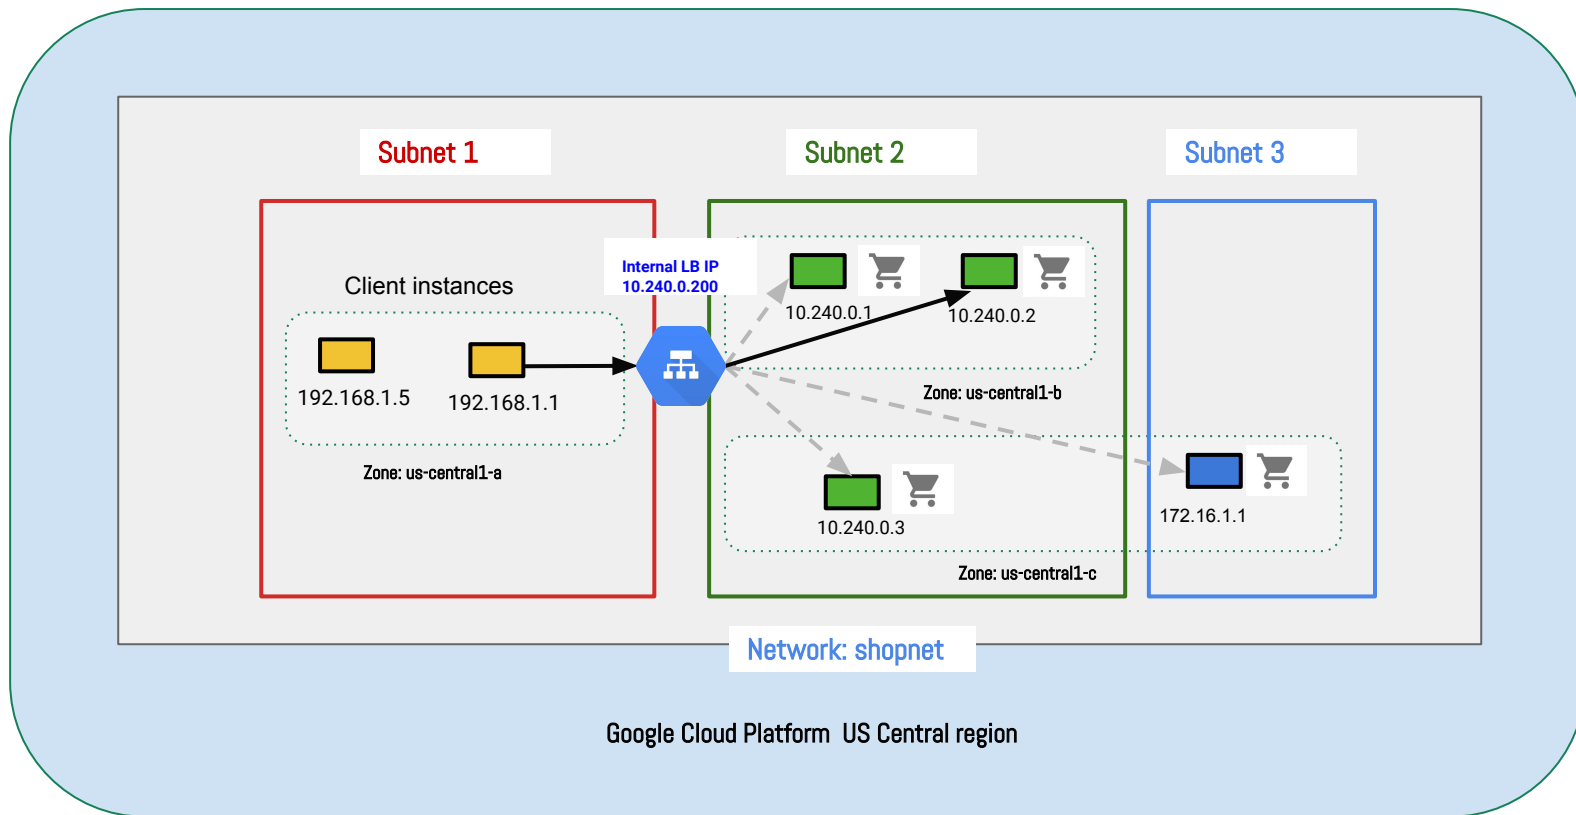 Subnet 1
Subnet 2
Subnet 3
Internal LB IP
10.240.0.200
Client instances
10.240.0.1
10.240.0.2
192.168.1.5
192.168.1.1
Zone: us-central1-b
Zone: us-central1-a
10.240.0.3
172.16.1.1
Zone: us-central1-c
Network: shopnet
Google Cloud Platform  US Central region